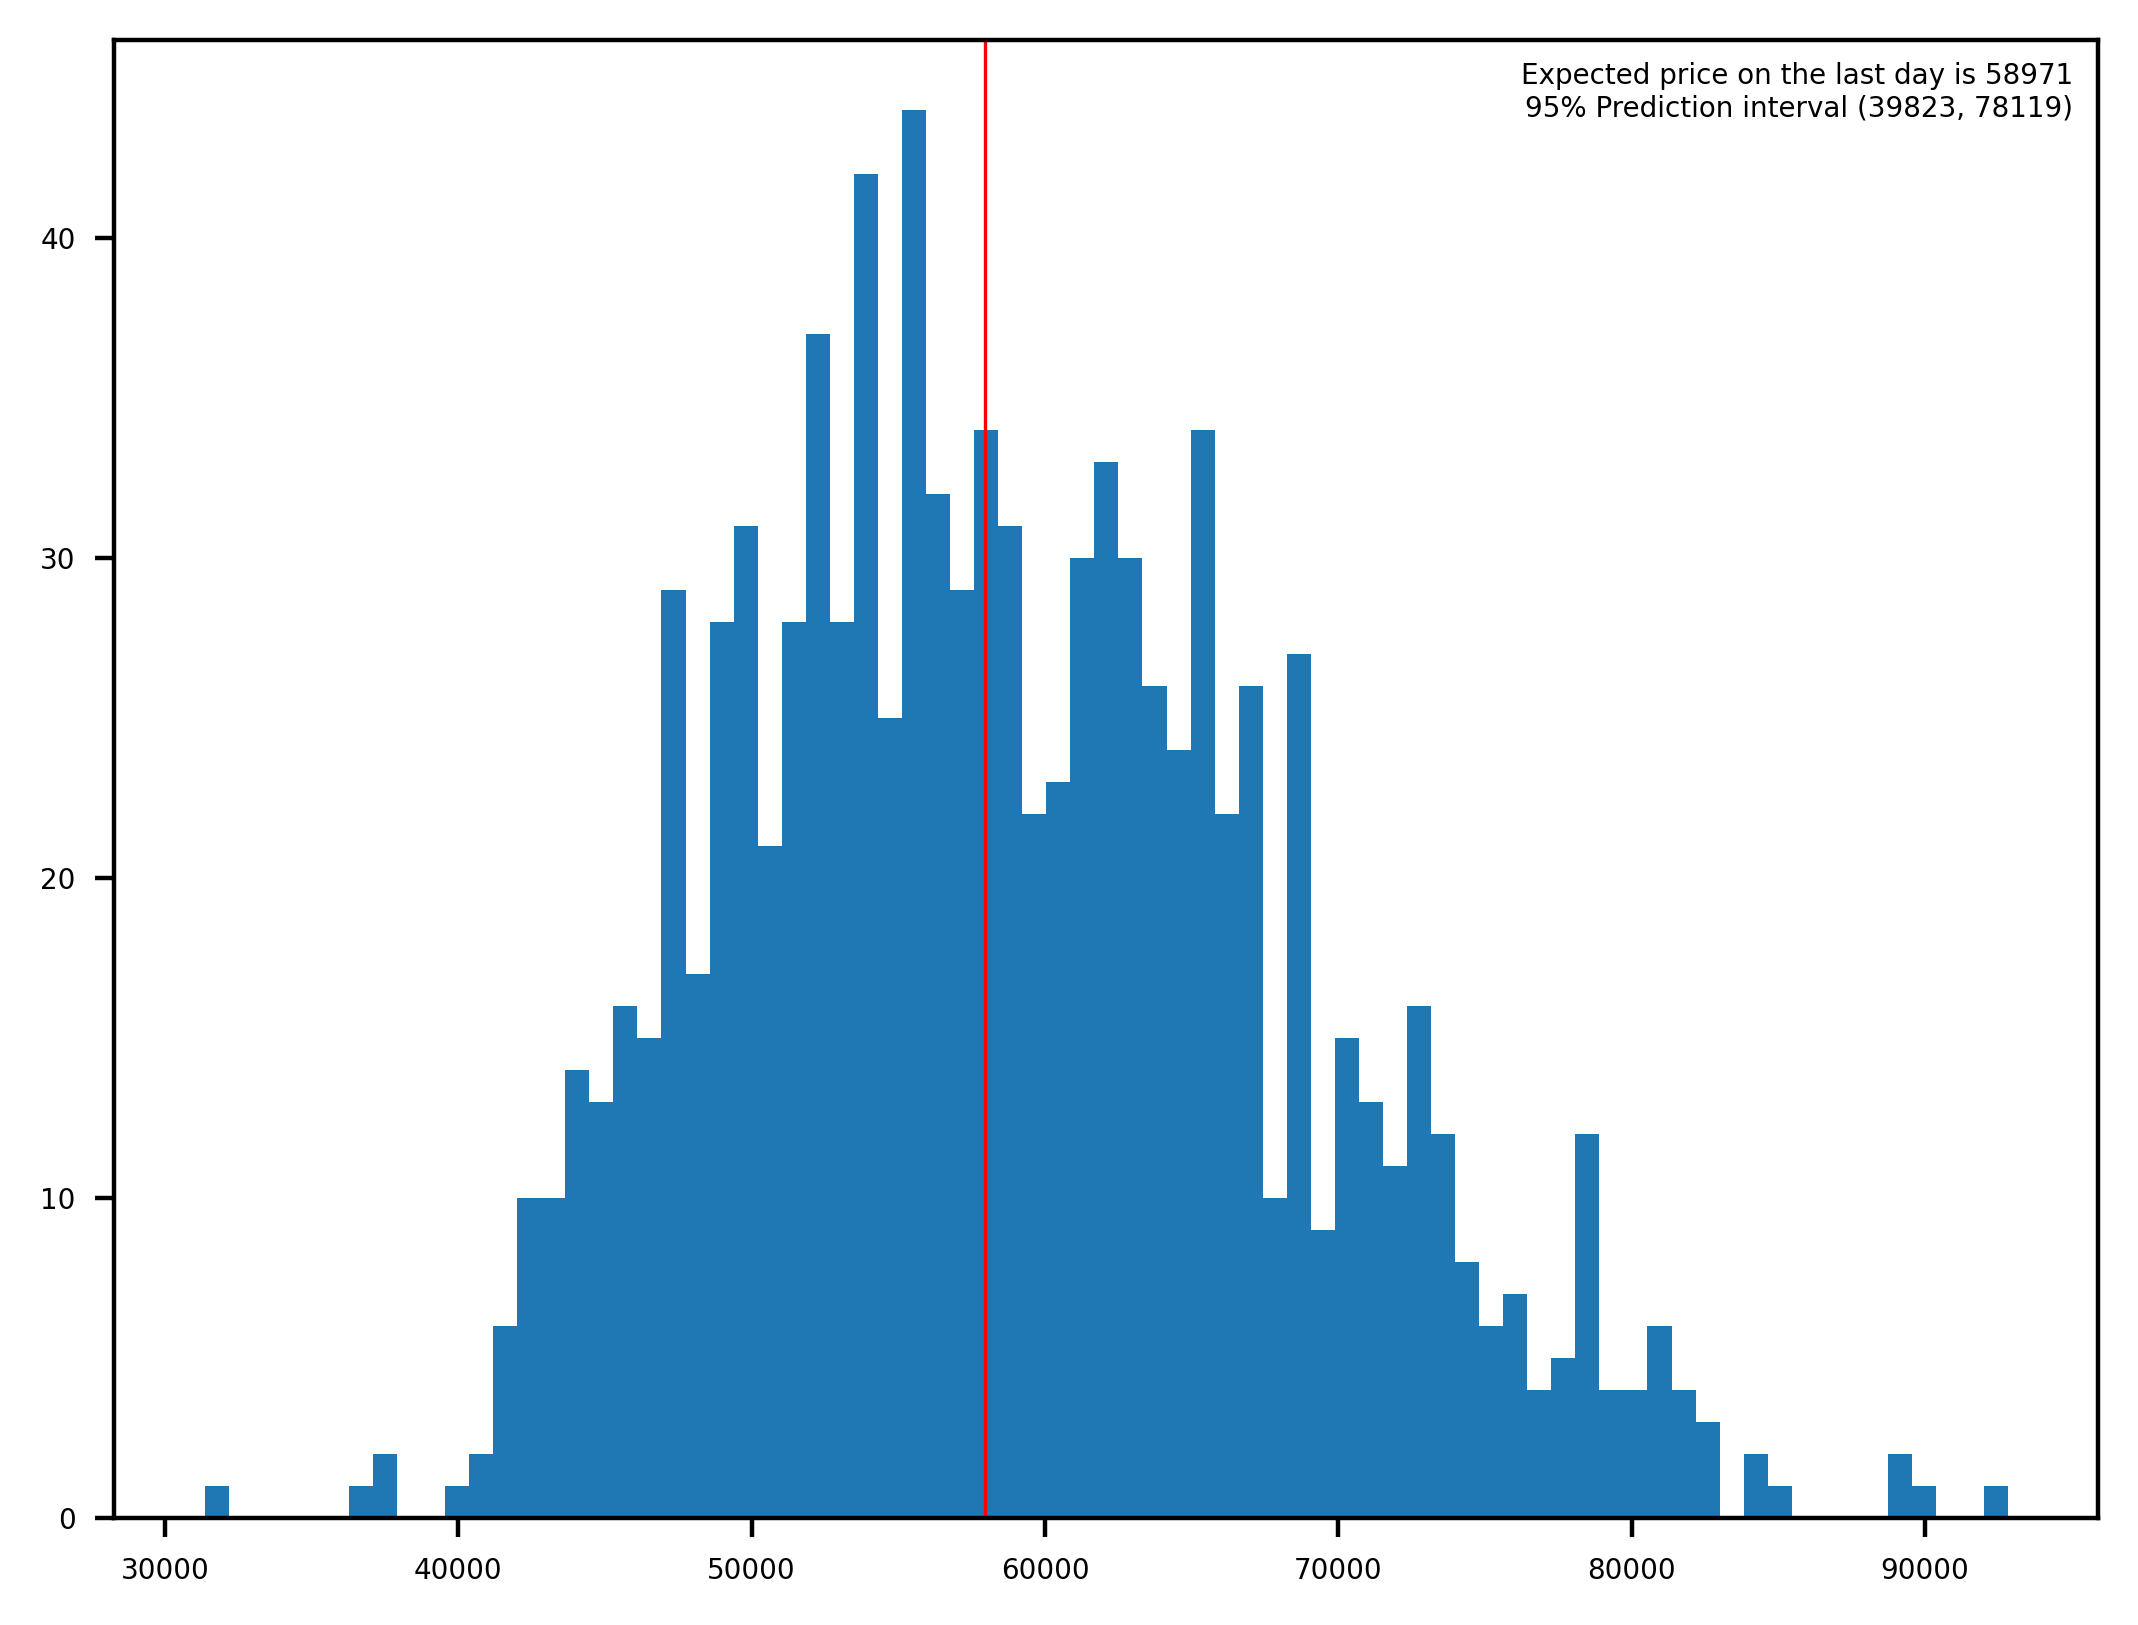 Expected price on the last day is 58971
95% Prediction interval (39823, 78119)
40
30
20
10
0
30000 40000 50000 60000 70000 80000 90000